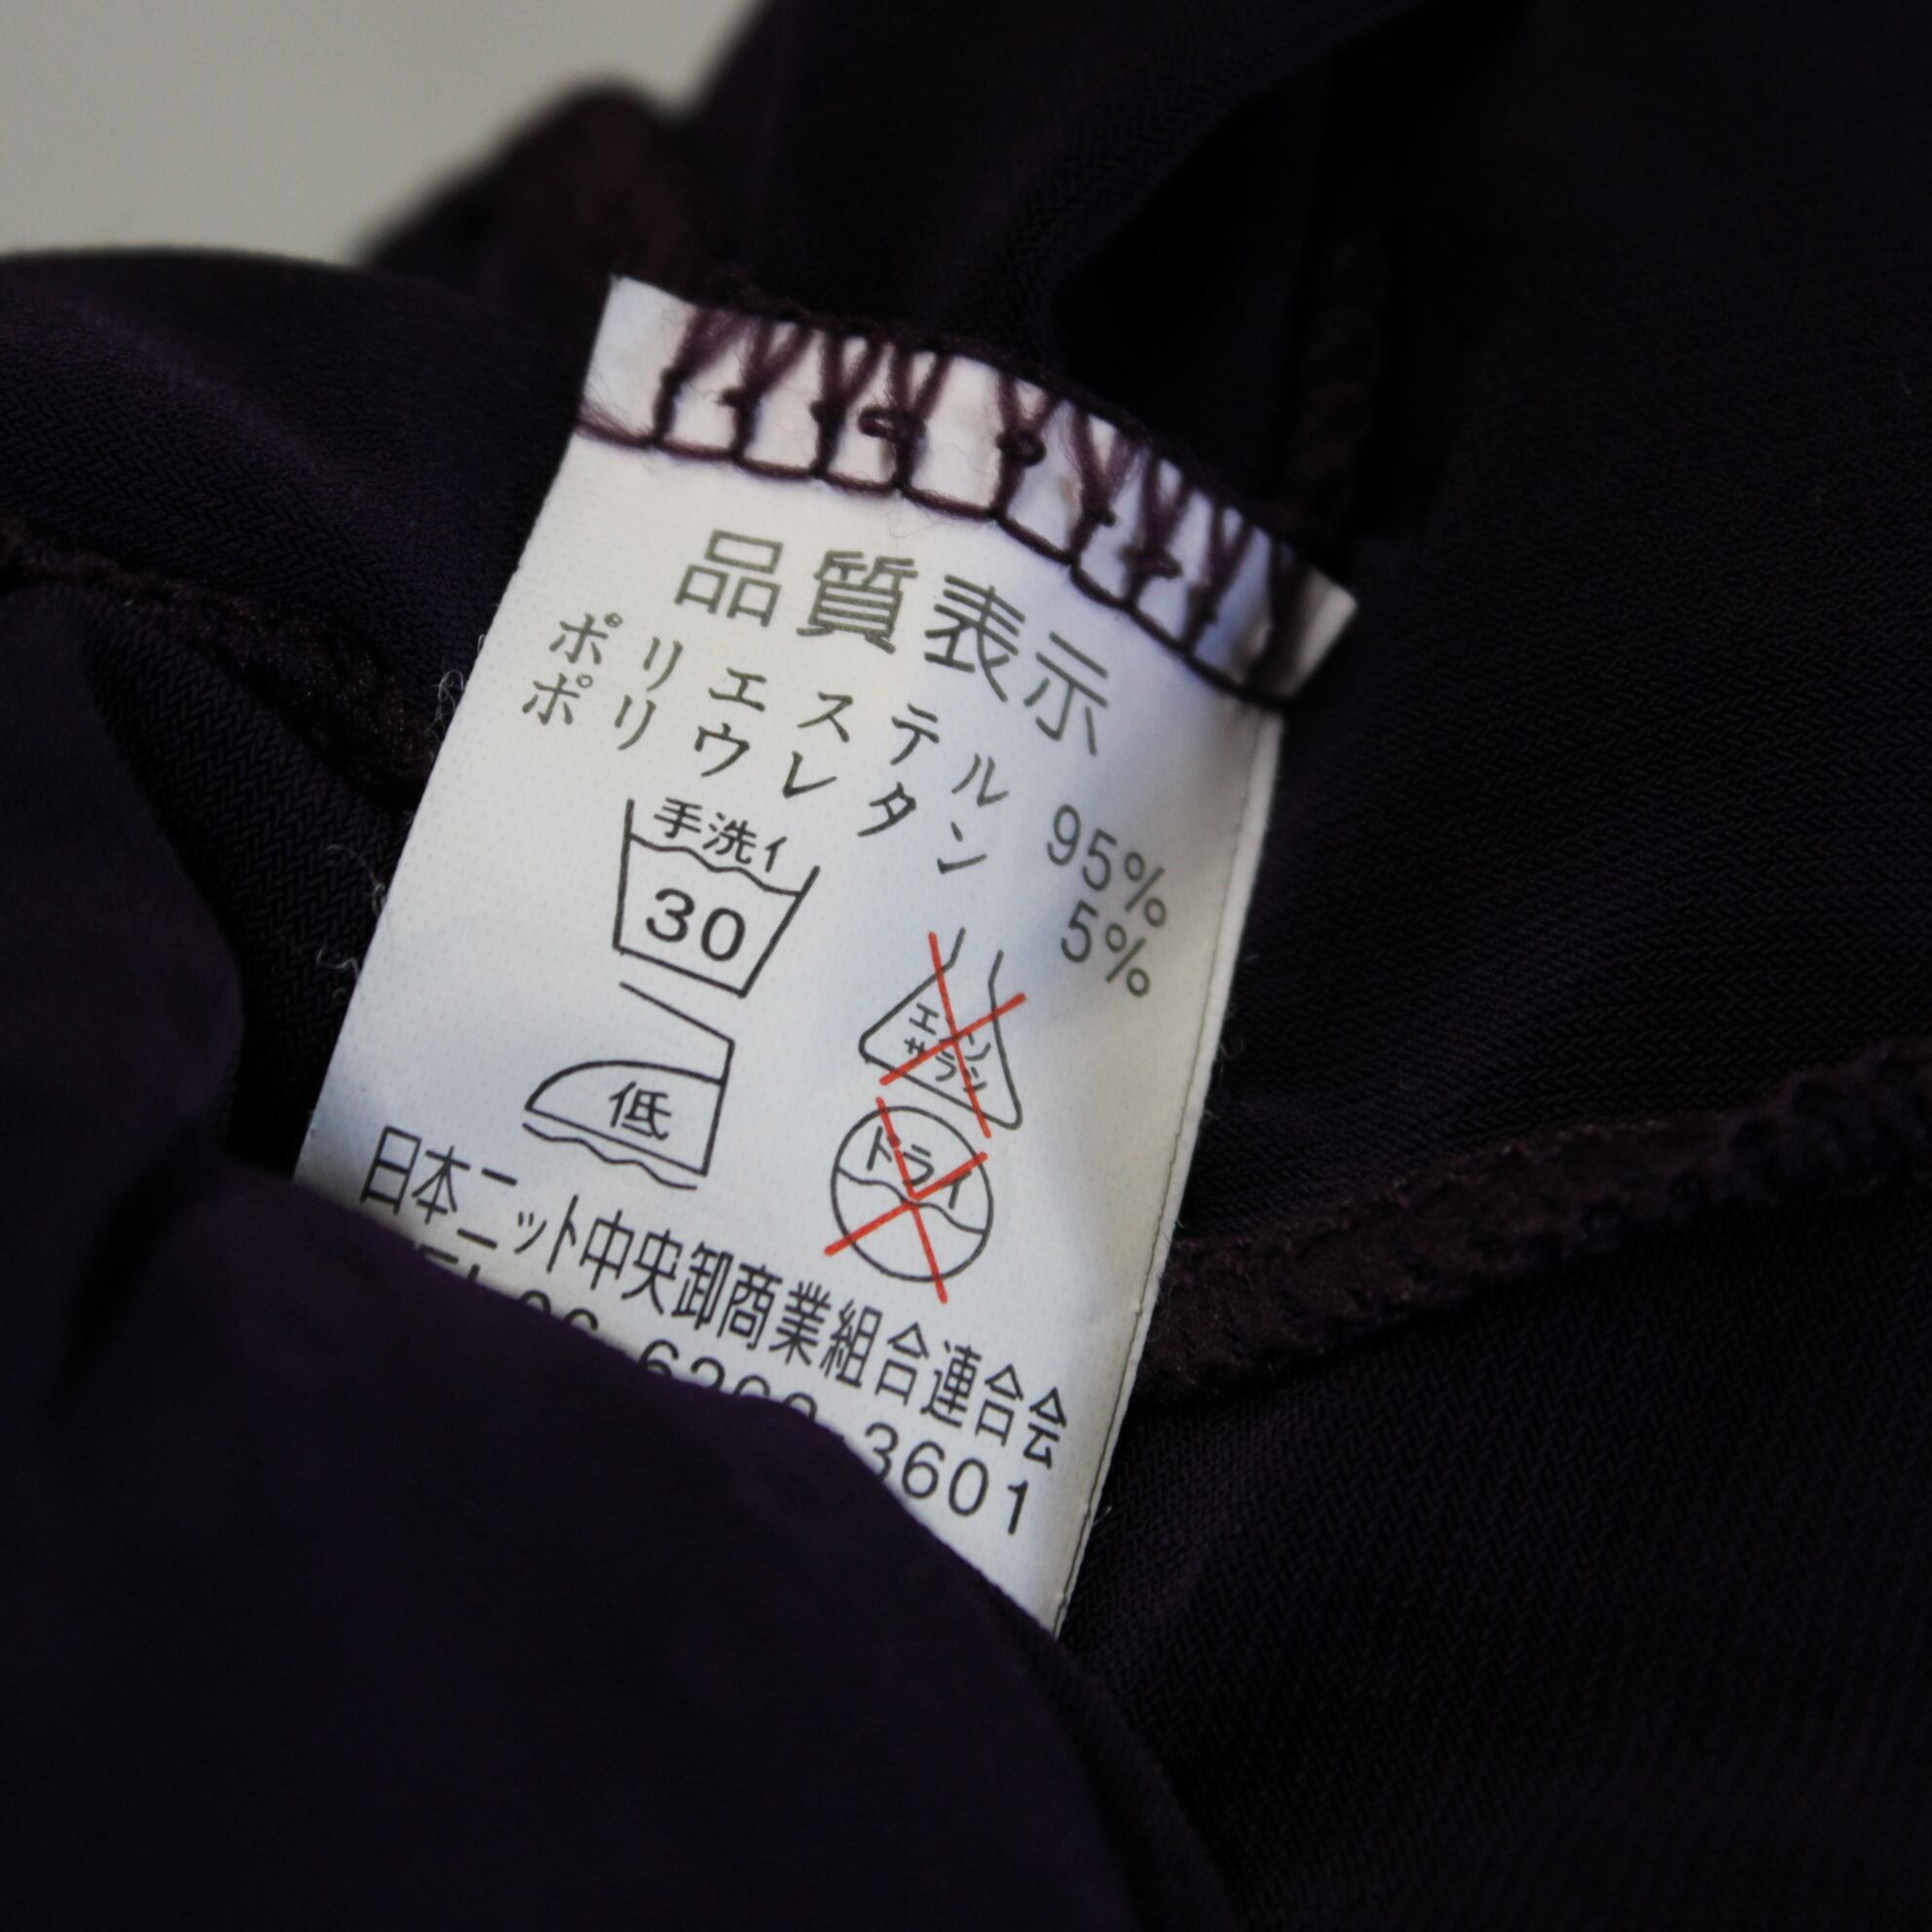 品質表示
ポリエステル 95%
ポリウレタン 5%
手洗イ
30
エンソ
サラシ
低
ドライ
日本ニット中央卸商業組合連合会
3601